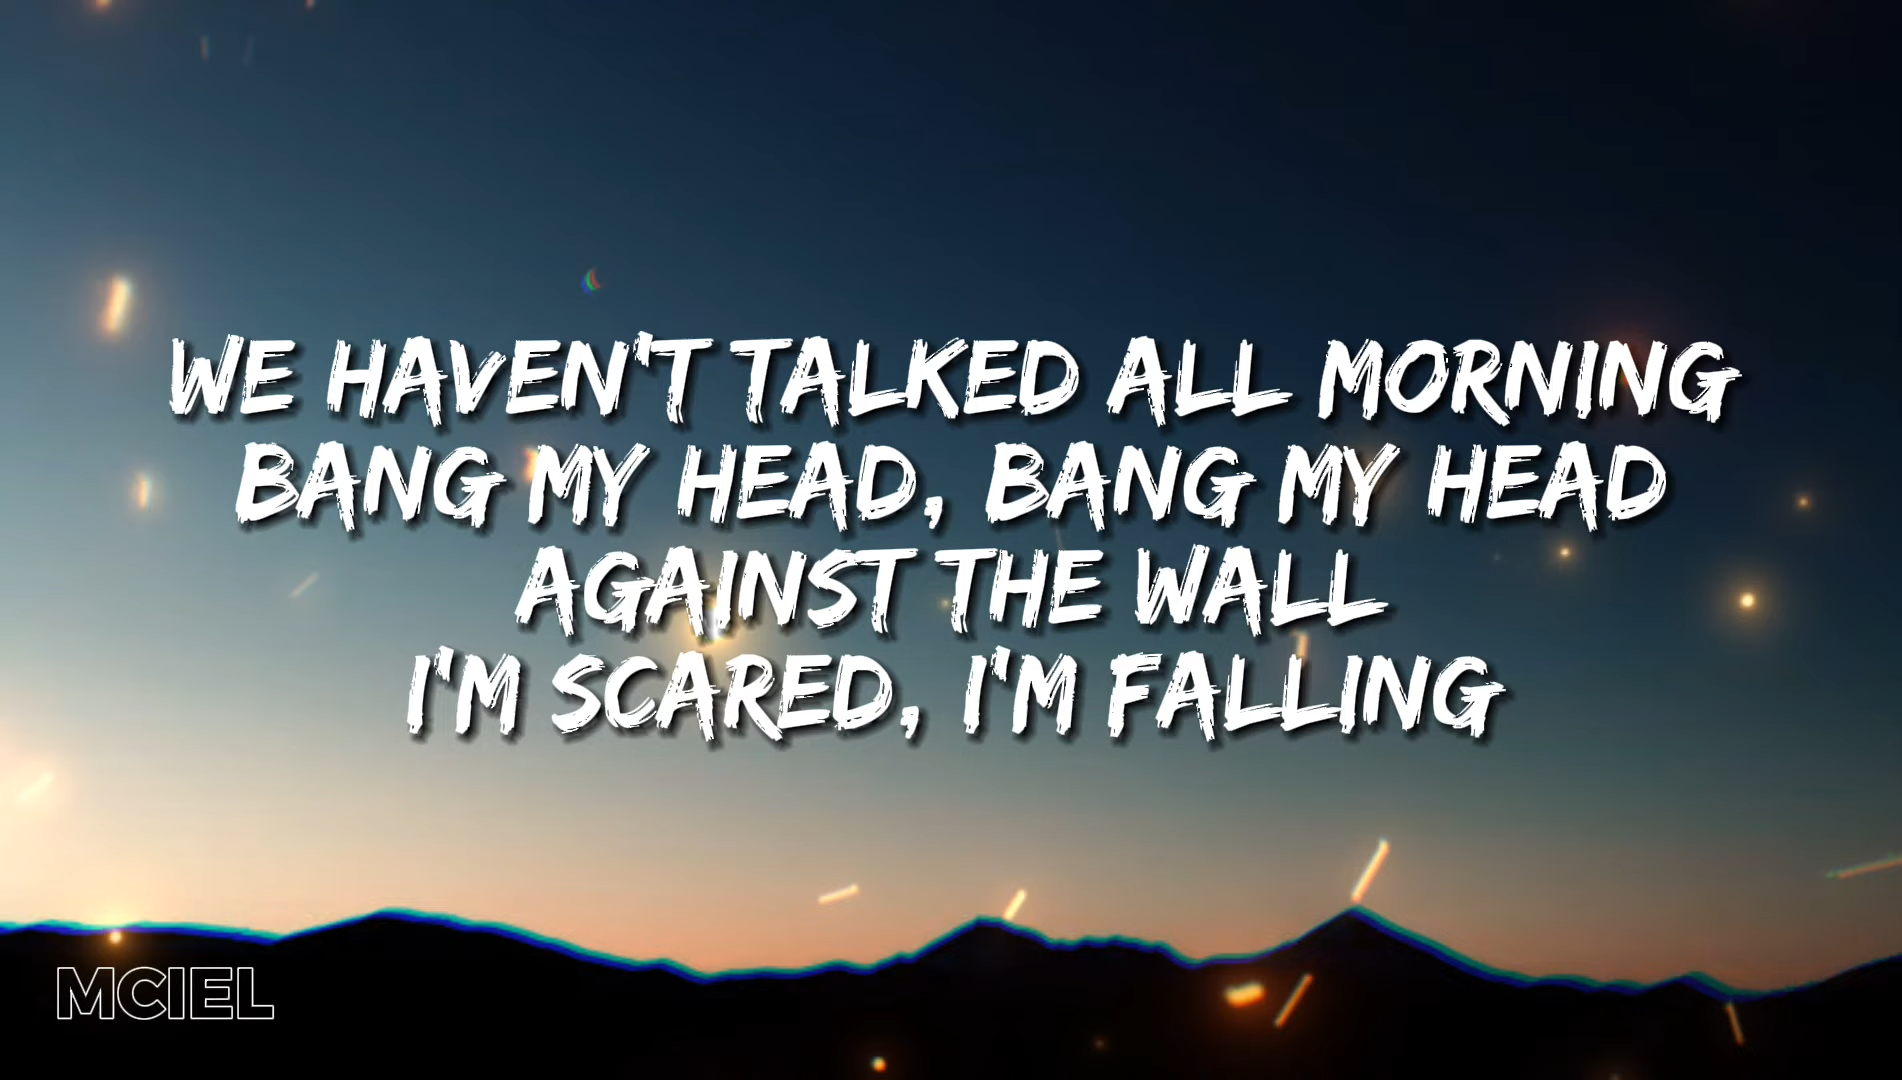 WE HAVEN'T TALKED ALL MORNING
BANG MY HEAD, BANG MY HEAD
AGAINST THE WALL
I'M SCARED, I'M FALLING
MCIEL